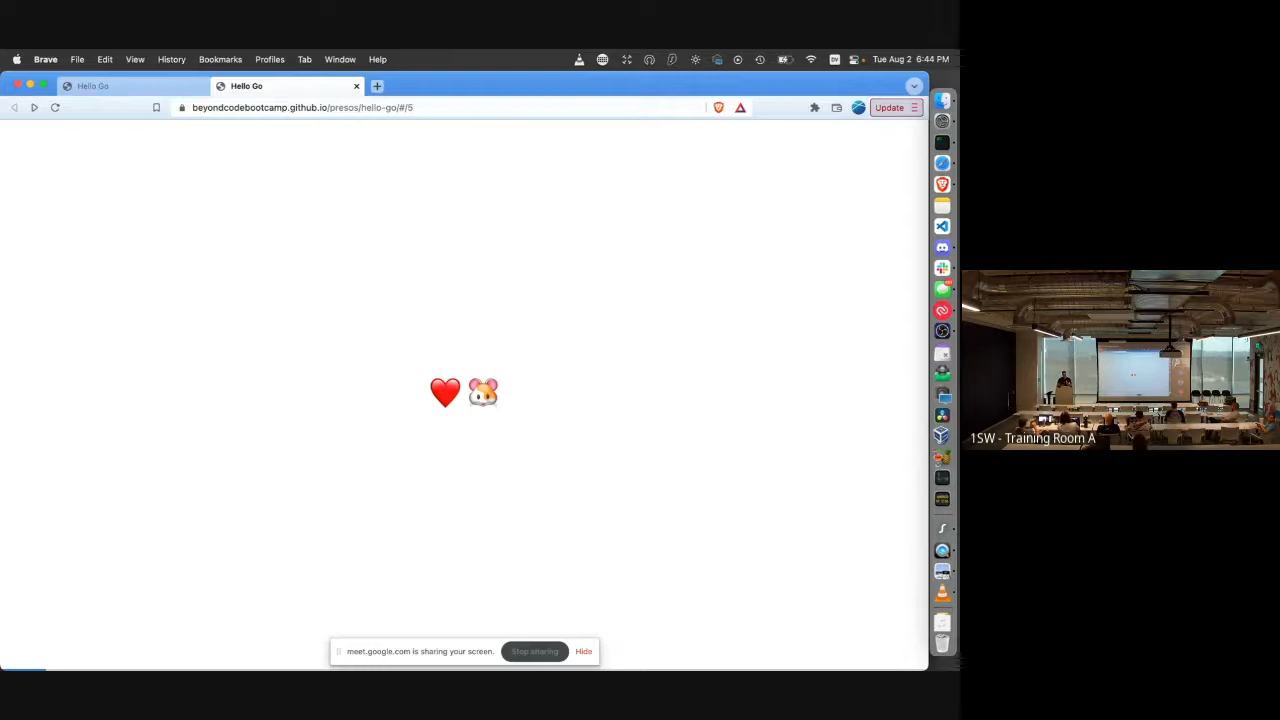 Brave File Edit View History Bookmarks Profiles Tab Window Help DV Tue Aug 2 6:44 PM
Hello Go
Hello Go
beyondcodebootcamp.github.io/presos/hello-go/#/5
Update
meet.google.com is sharing your screen.
Stop sharing
Hide
1SW - Training Room A